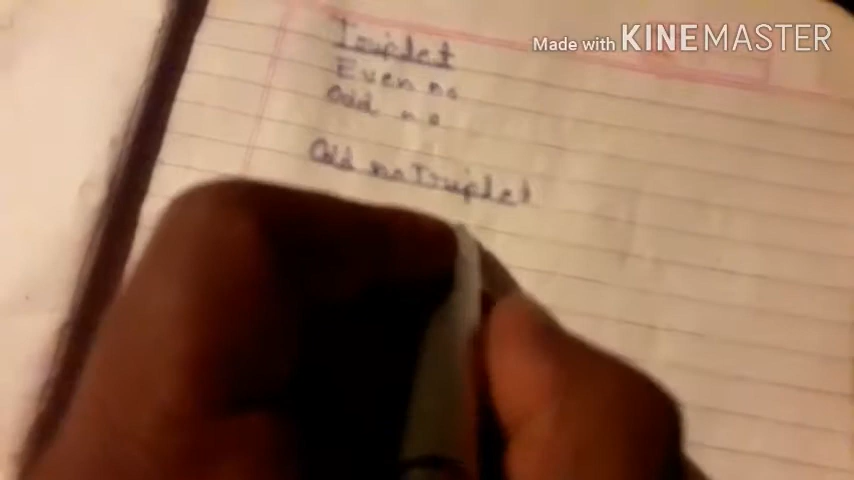 Made with KINEMASTER
Triplet
Even no
Odd no
Odd no Triplet